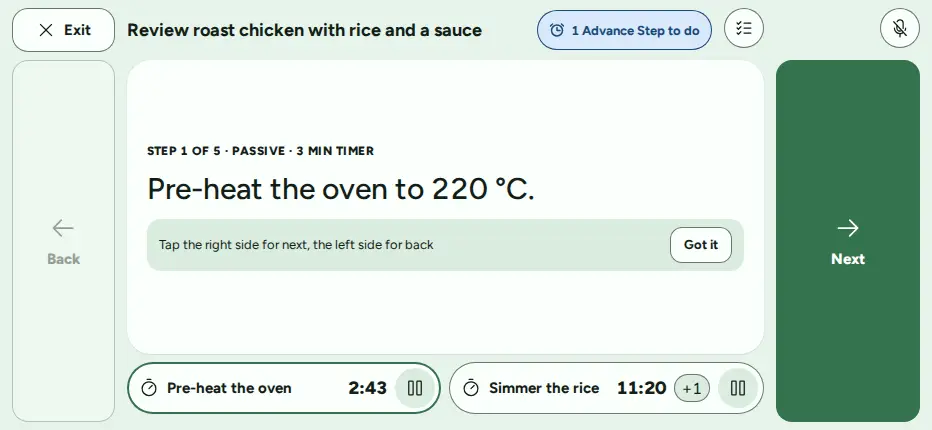 Exit
Review roast chicken with rice and a sauce
1 Advance Step to do
Back
STEP 1 OF 5 · PASSIVE · 3 MIN TIMER
Pre-heat the oven to 220 °C.
Tap the right side for next, the left side for back
Got it
Next
Pre-heat the oven
2:43
Simmer the rice
11:20
+1